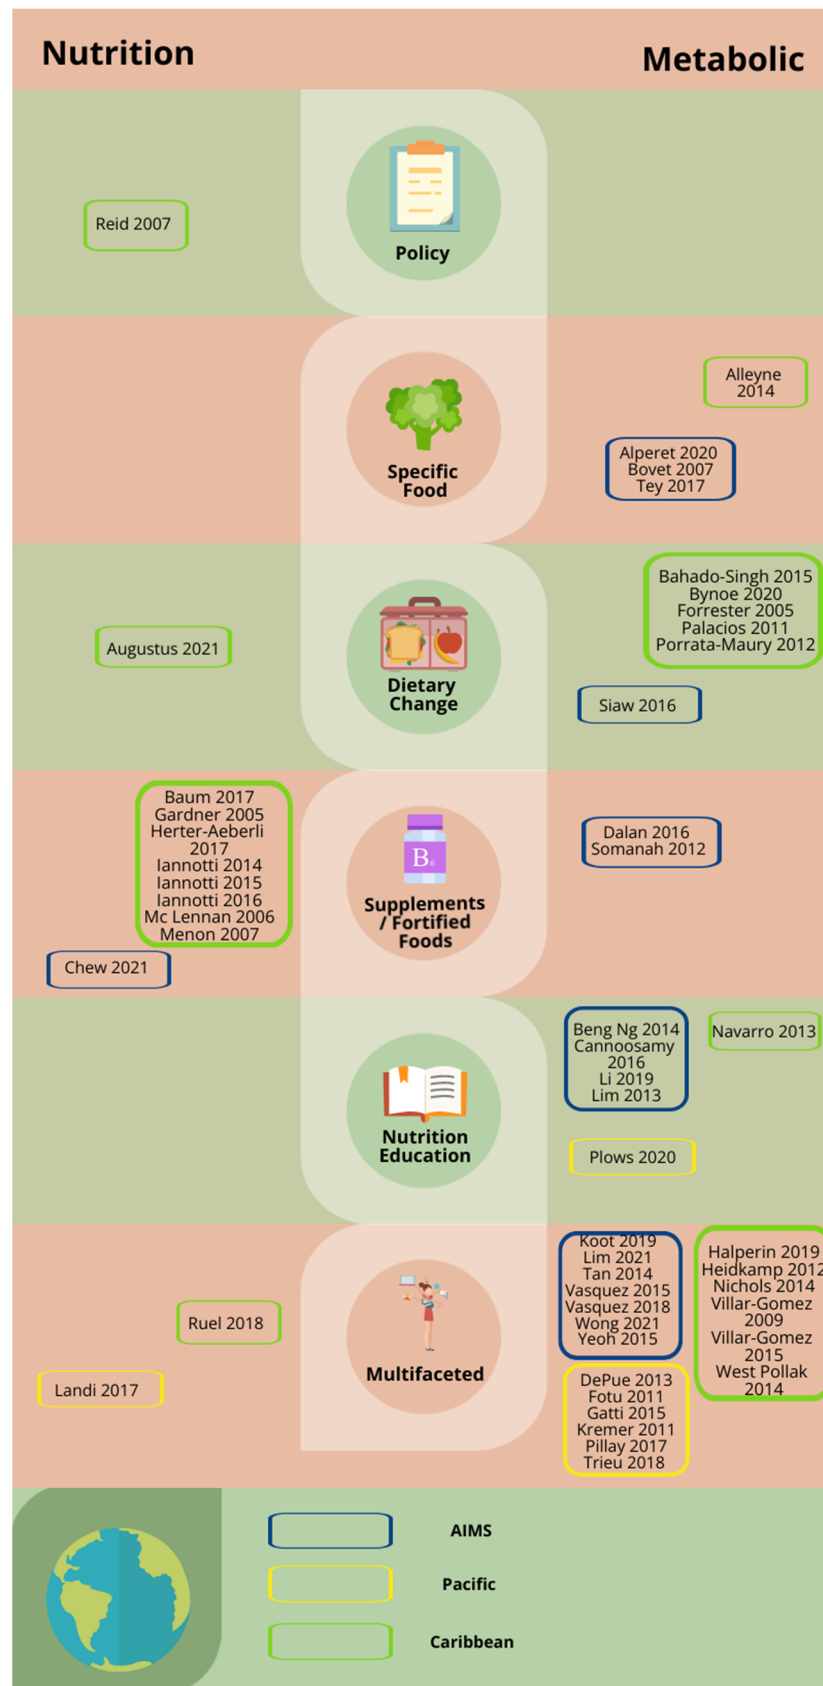 Nutrition
Metabolic
Policy
Reid 2007
Specific
Food
Alleyne
2014
Alperet 2020
Bovet 2007
Tey 2017
Dietary
Change
Augustus 2021
Bahado-Singh 2015
Bynoe 2020
Forrester 2005
Palacios 2011
Porrata-Maury 2012
Siaw 2016
B6
Supplements
/ Fortified
Foods
Baum 2017
Gardner 2005
Herter-Aeberli
2017
Iannotti 2014
Iannotti 2015
Iannotti 2016
Mc Lennan 2006
Menon 2007
Chew 2021
Dalan 2016
Somanah 2012
Nutrition
Education
Beng Ng 2014
Cannoosamy
2016
Li 2019
Lim 2013
Navarro 2013
Plows 2020
Multifaceted
Ruel 2018
Landi 2017
Koot 2019
Lim 2021
Tan 2014
Vasquez 2015
Vasquez 2018
Wong 2021
Yeoh 2015
Halperin 2019
Heidkamp 2012
Nichols 2014
Villar-Gomez
2009
Villar-Gomez
2015
West Pollak
2014
DePue 2013
Fotu 2011
Gatti 2015
Kremer 2011
Pillay 2017
Trieu 2018
AIMS
Pacific
Caribbean